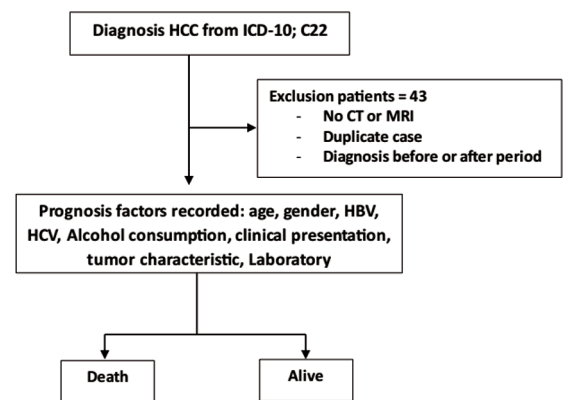 Diagnosis HCC from ICD-10; C22
Exclusion patients = 43
- No CT or MRI
- Duplicate case
- Diagnosis before or after period
Prognosis factors recorded: age, gender, HBV,
HCV, Alcohol consumption, clinical presentation,
tumor characteristic, Laboratory
Death
Alive